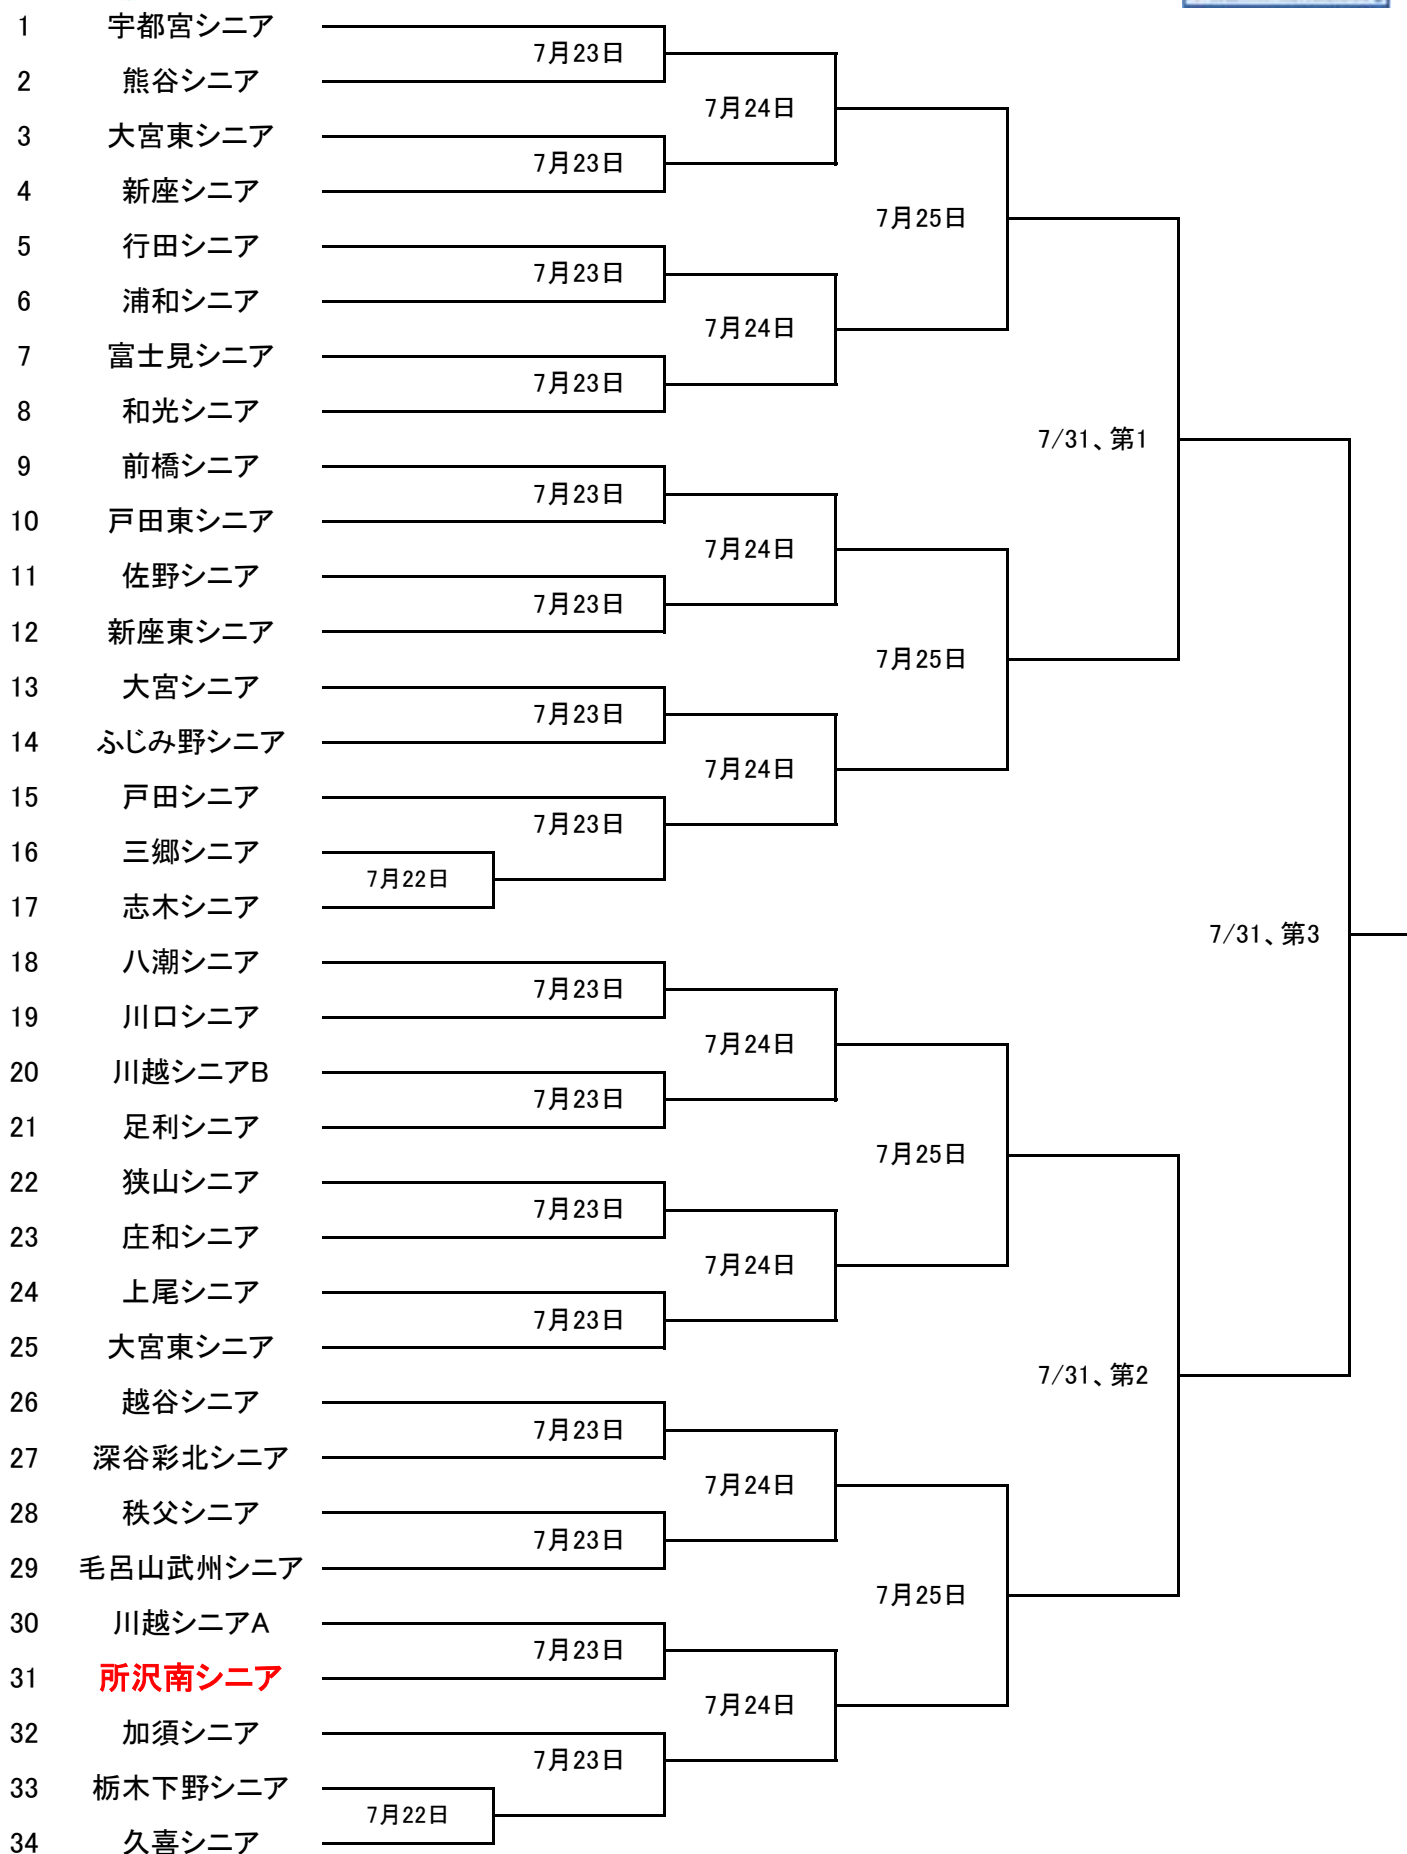 1 宇都宮シニア
7月23日
2 熊谷シニア
7月24日
3 大宮東シニア
7月23日
4 新座シニア
7月25日
5 行田シニア
7月23日
6 浦和シニア
7月24日
7 富士見シニア
7月23日
8 和光シニア
7/31、第1
9 前橋シニア
7月23日
10 戸田東シニア
7月24日
11 佐野シニア
7月23日
12 新座東シニア
7月25日
13 大宮シニア
7月23日
14 ふじみ野シニア
7月24日
15 戸田シニア
7月23日
16 三郷シニア
7月22日
17 志木シニア
7/31、第3
18 八潮シニア
7月23日
19 川口シニア
7月24日
20 川越シニアB
7月23日
21 足利シニア
7月25日
22 狭山シニア
7月23日
23 庄和シニア
7月24日
24 上尾シニア
7月23日
25 大宮東シニア
7/31、第2
26 越谷シニア
7月23日
27 深谷彩北シニア
7月24日
28 秩父シニア
7月23日
29 毛呂山武州シニア
7月25日
30 川越シニアA
7月23日
31 所沢南シニア
7月24日
32 加須シニア
7月23日
33 栃木下野シニア
7月22日
34 久喜シニア